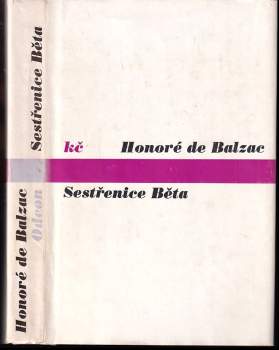 Honoré de Balzac
Odeon
Sestřenice Běta
kč
Honoré de Balzac
Sestřenice Běta